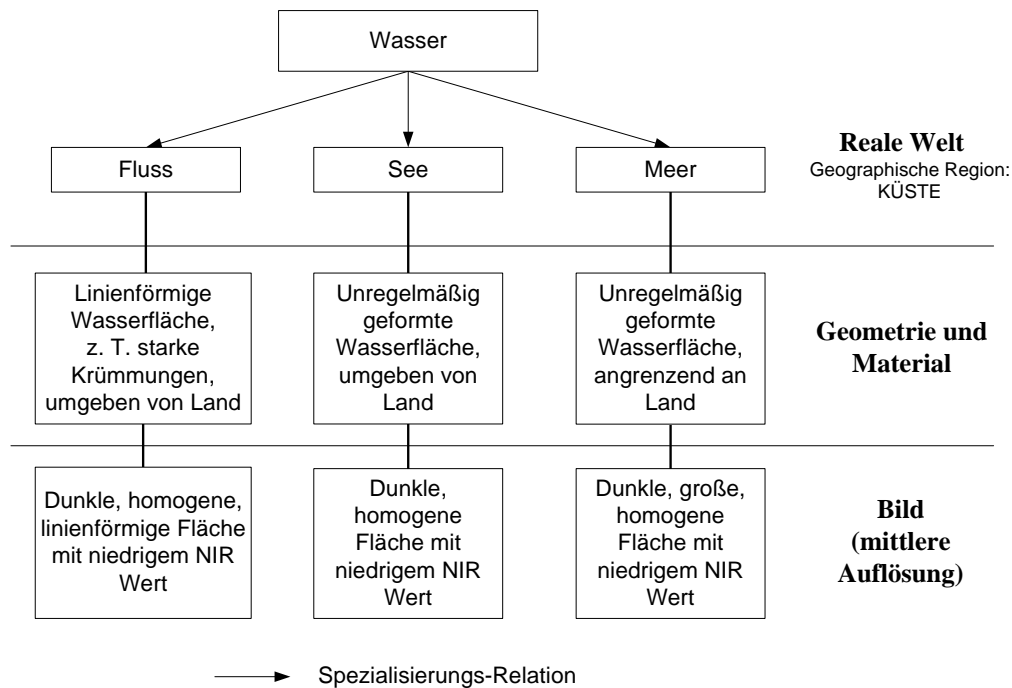 Wasser
Fluss
See
Meer
Reale Welt
Geographische Region:
KÜSTE
Linienförmige
Wasserfläche,
z. T. starke
Krümmungen,
umgeben von Land
Unregelmäßig
geformte
Wasserfläche,
umgeben von
Land
Unregelmäßig
geformte
Wasserfläche,
angrenzend an
Land
Geometrie und
Material
Dunkle, homogene,
linienförmige Fläche
mit niedrigem NIR
Wert
Dunkle,
homogene
Fläche mit
niedrigem NIR
Wert
Dunkle, große,
homogene
Fläche mit
niedrigem NIR
Wert
Bild
(mittlere
Auflösung)
Spezialisierungs-Relation